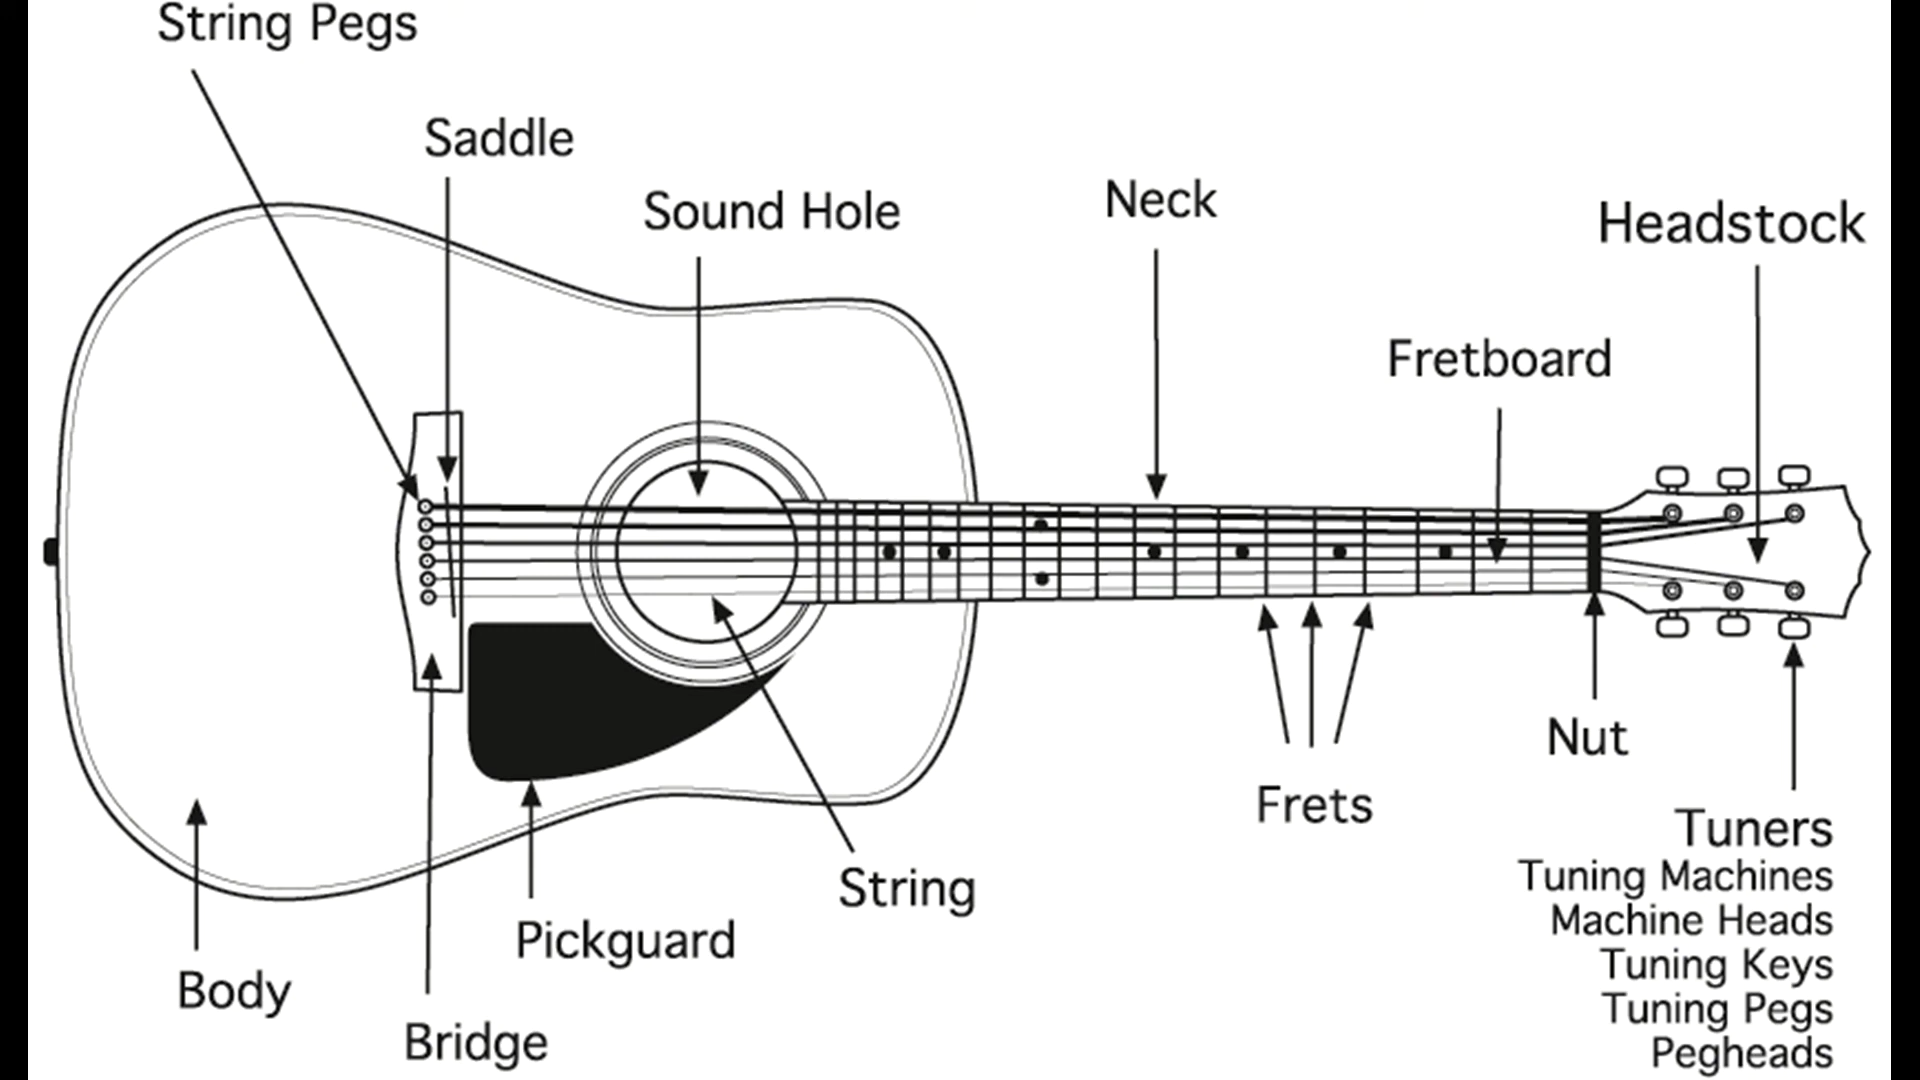 String Pegs
Saddle
Sound Hole
Neck
Headstock
Fretboard
Nut
Frets
Tuners
Tuning Machines
Machine Heads
Tuning Keys
Tuning Pegs
Pegheads
String
Pickguard
Body
Bridge